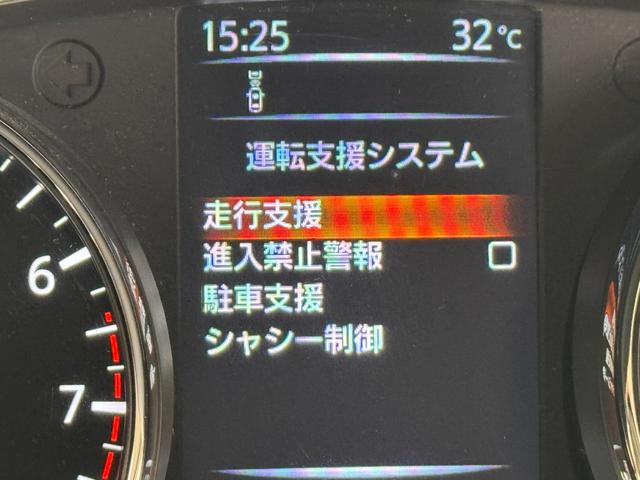 15:25 32℃
運転支援システム
走行支援
進入禁止警報
駐車支援
シャシー制御
6
7